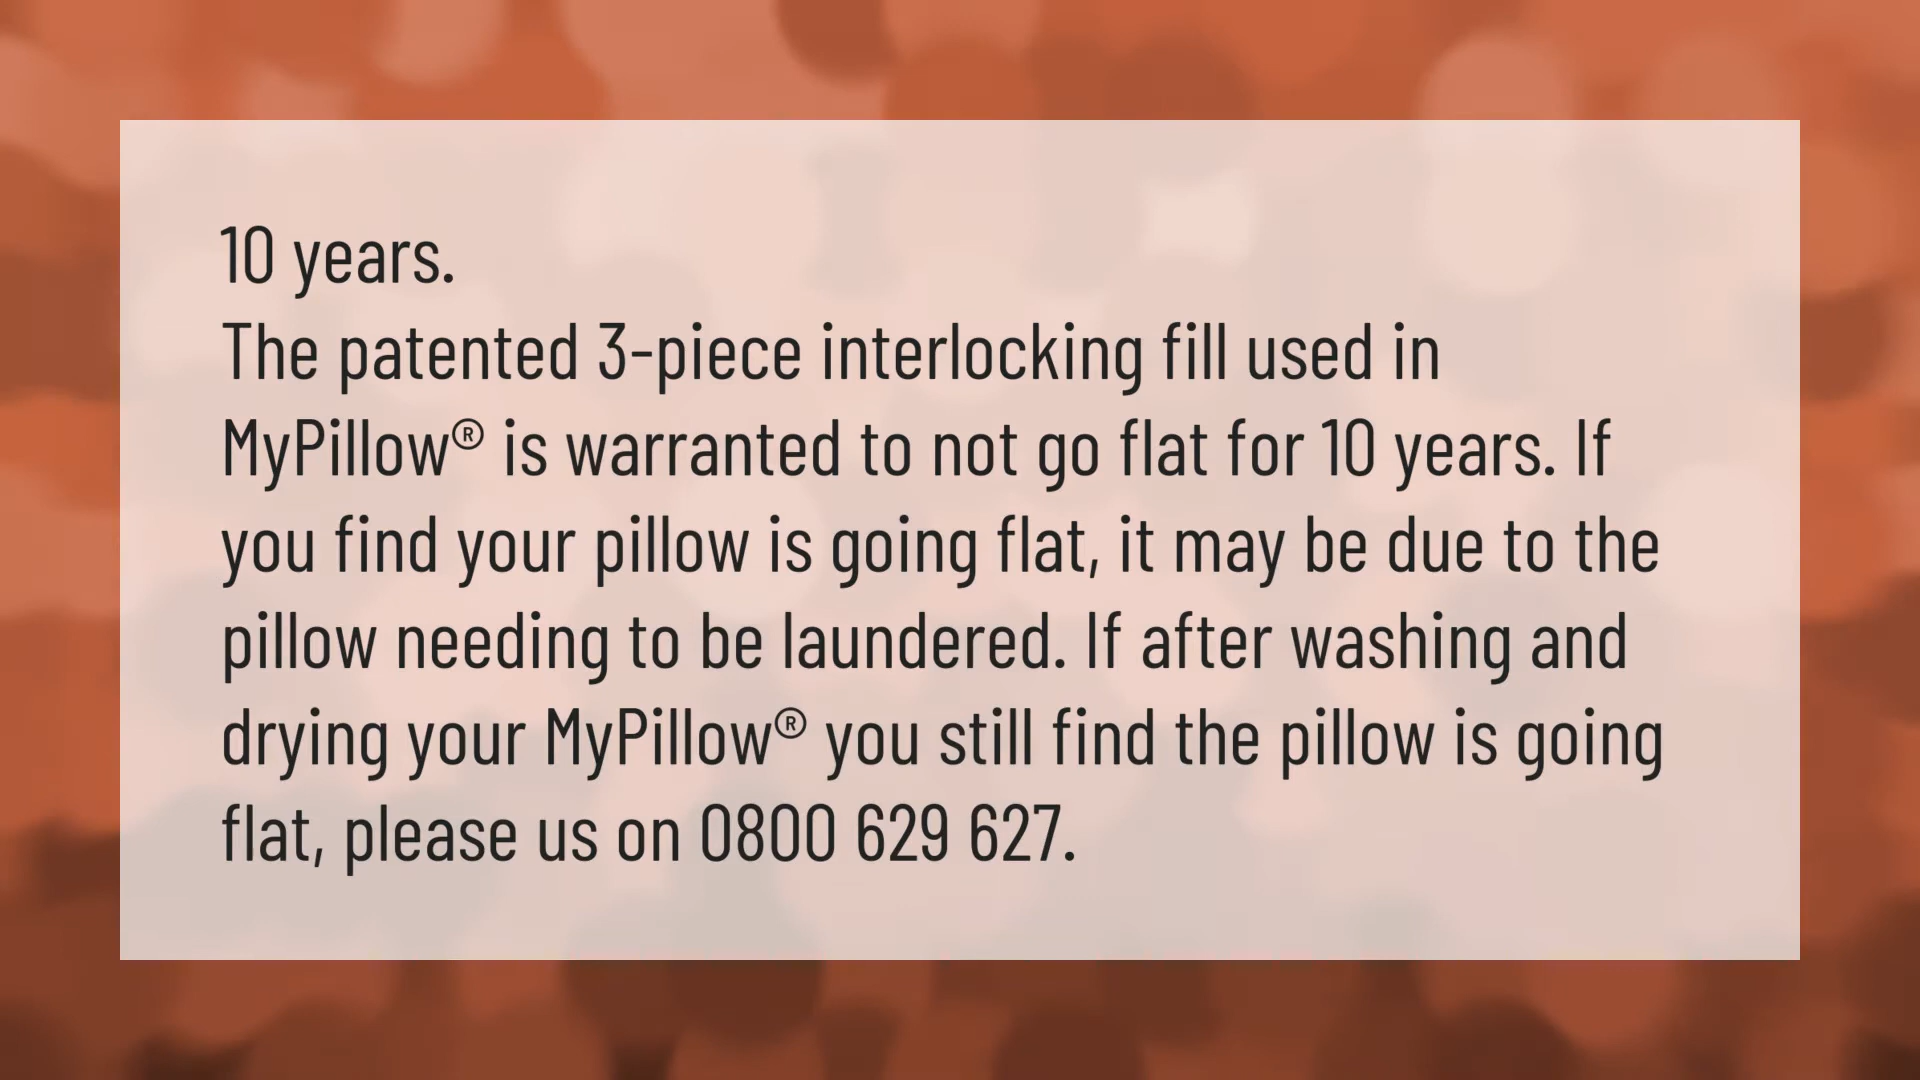 10 years.
The patented 3-piece interlocking fill used in
MyPillow® is warranted to not go flat for 10 years. If
you find your pillow is going flat, it may be due to the
pillow needing to be laundered. If after washing and
drying your MyPillow® you still find the pillow is going
flat, please us on 0800 629 627.